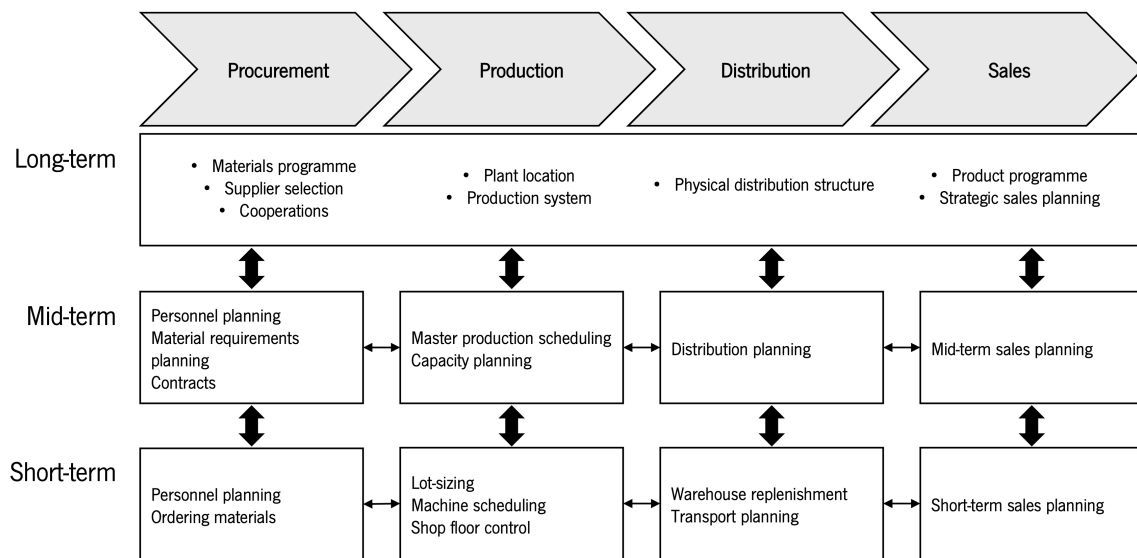 Procurement
Production
Distribution
Sales
Long-term
• Materials programme
• Supplier selection
• Cooperations
• Plant location
• Production system
• Physical distribution structure
• Product programme
• Strategic sales planning
Mid-term
Personnel planning
Material requirements
planning
Contracts
Master production scheduling
Capacity planning
Distribution planning
Mid-term sales planning
Short-term
Personnel planning
Ordering materials
Lot-sizing
Machine scheduling
Shop floor control
Warehouse replenishment
Transport planning
Short-term sales planning